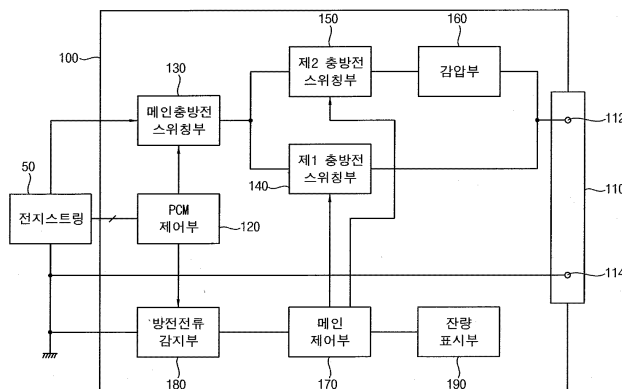 150
160
100
130
제2 충방전
스위칭부
감압부
메인충방전
스위칭부
112
50
제1 충방전
스위칭부
140
110
전지스트링
PCM
제어부
120
114
방전전류
감지부
메인
제어부
잔량
표시부
180
170
190